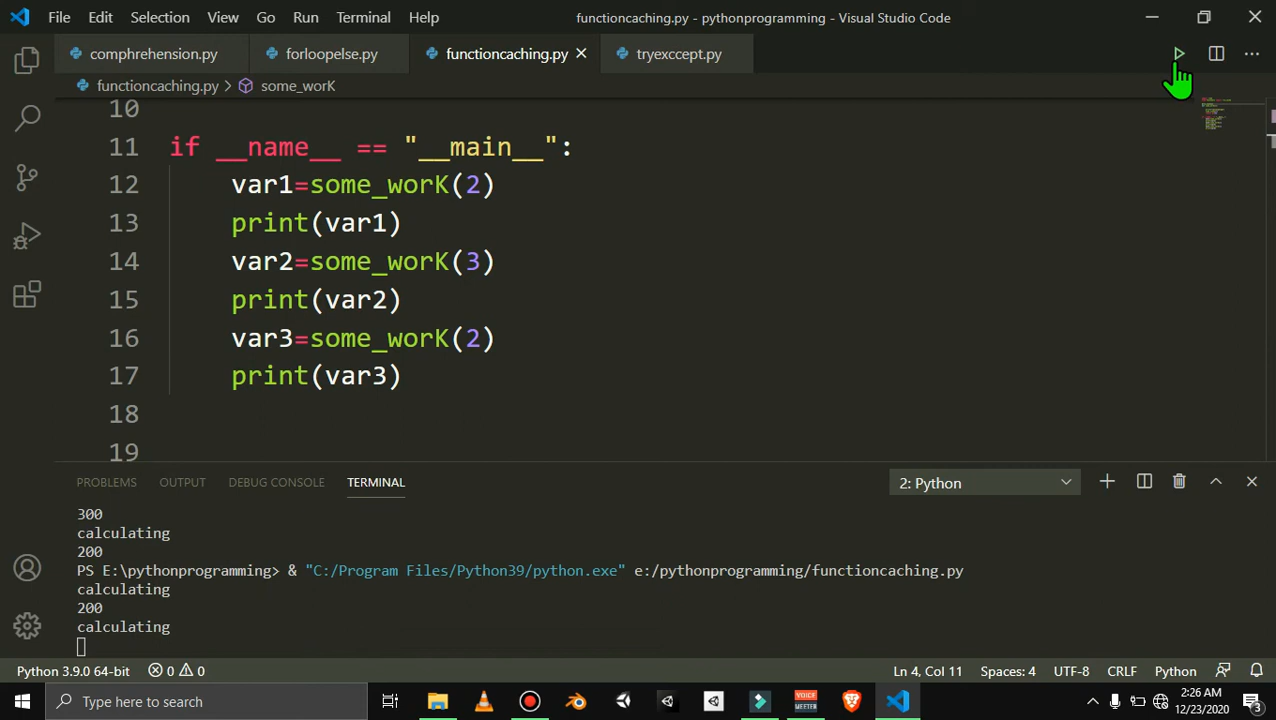 File Edit Selection View Go Run Terminal Help functioncaching.py - pythonprogramming - Visual Studio Code
comphrehension.py forloopelse.py functioncaching.py tryexccept.py
functioncaching.py > some_worK
10
11 if __name__ == "__main__":
12 var1=some_worK(2)
13 print(var1)
14 var2=some_worK(3)
15 print(var2)
16 var3=some_worK(2)
17 print(var3)
18
19
PROBLEMS OUTPUT DEBUG CONSOLE TERMINAL 2: Python
300
calculating
200
PS E:\pythonprogramming> & "C:/Program Files/Python39/python.exe" e:/pythonprogramming/functioncaching.py
calculating
200
calculating
Python 3.9.0 64-bit 0 0 Ln 4, Col 11 Spaces: 4 UTF-8 CRLF Python
Type here to search VOICE MEETER 2:26 AM
12/23/2020 3